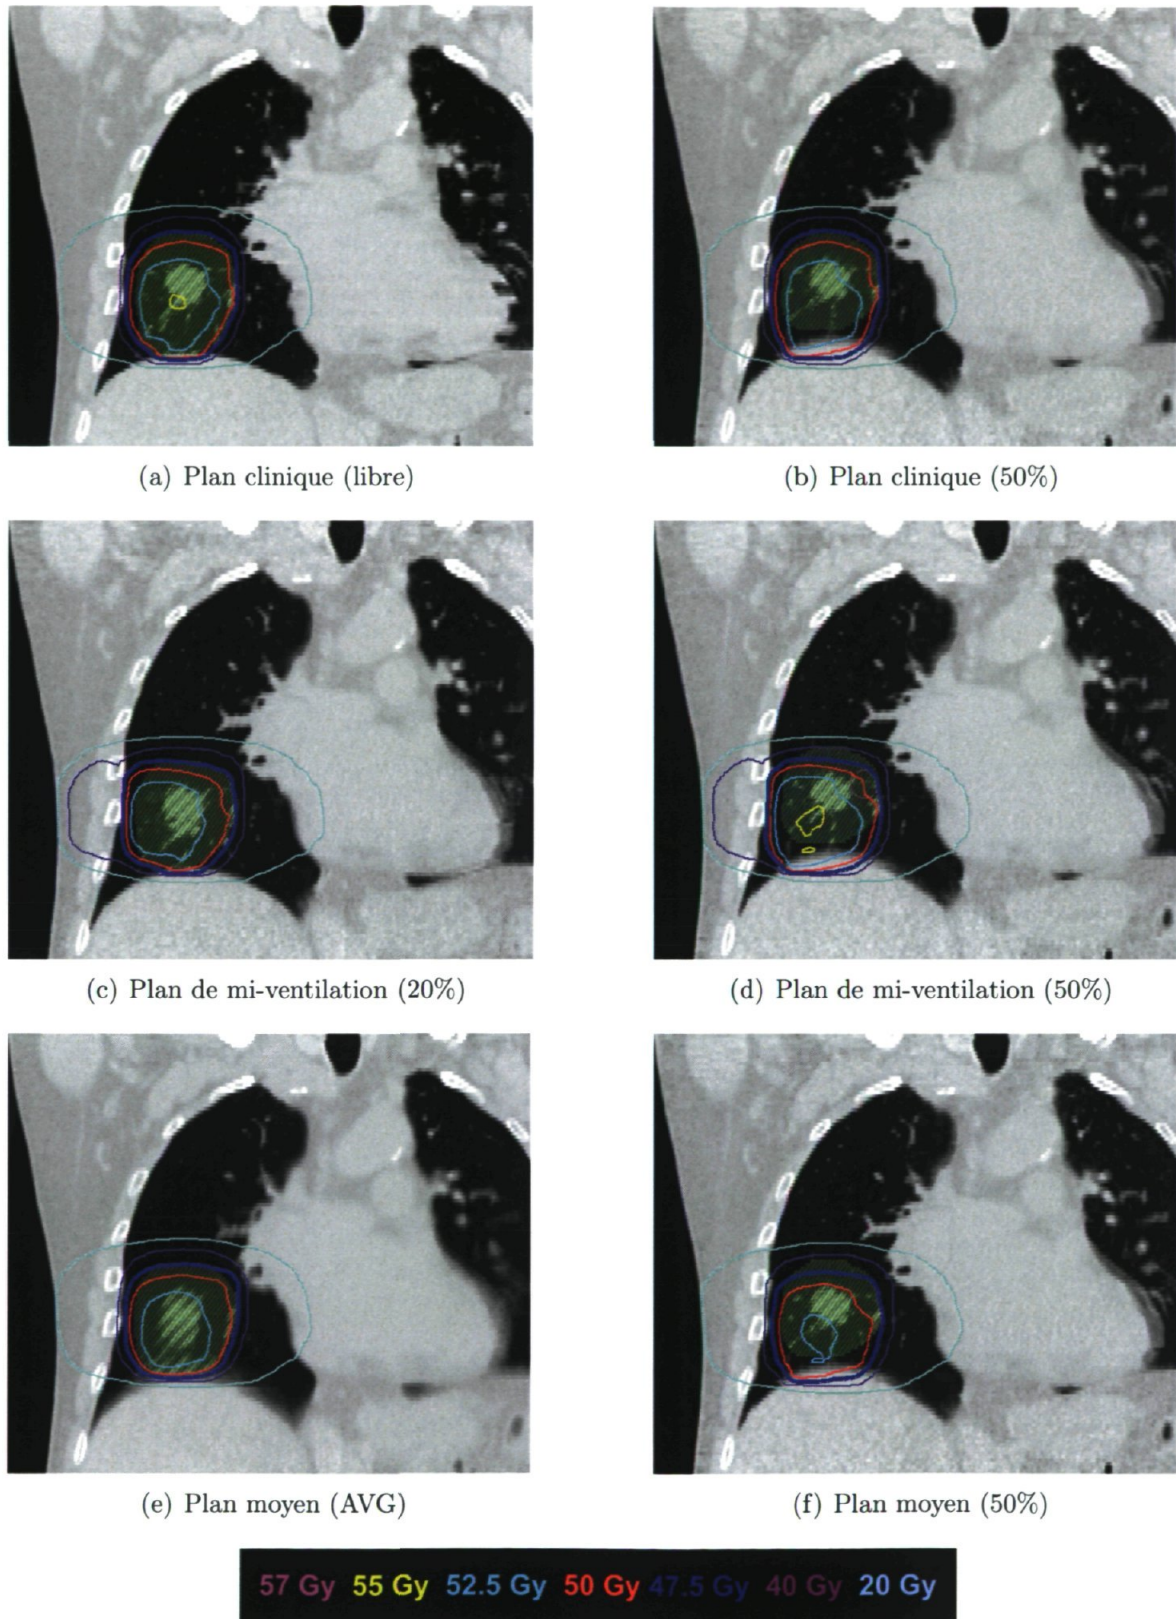 (a) Plan clinique (libre)
(b) Plan clinique (50%)
(c) Plan de mi-ventilation (20%)
(d) Plan de mi-ventilation (50%)
(e) Plan moyen (AVG)
(f) Plan moyen (50%)
57 Gy 55 Gy 52.5 Gy 50 Gy 47.5 Gy 40 Gy 20 Gy